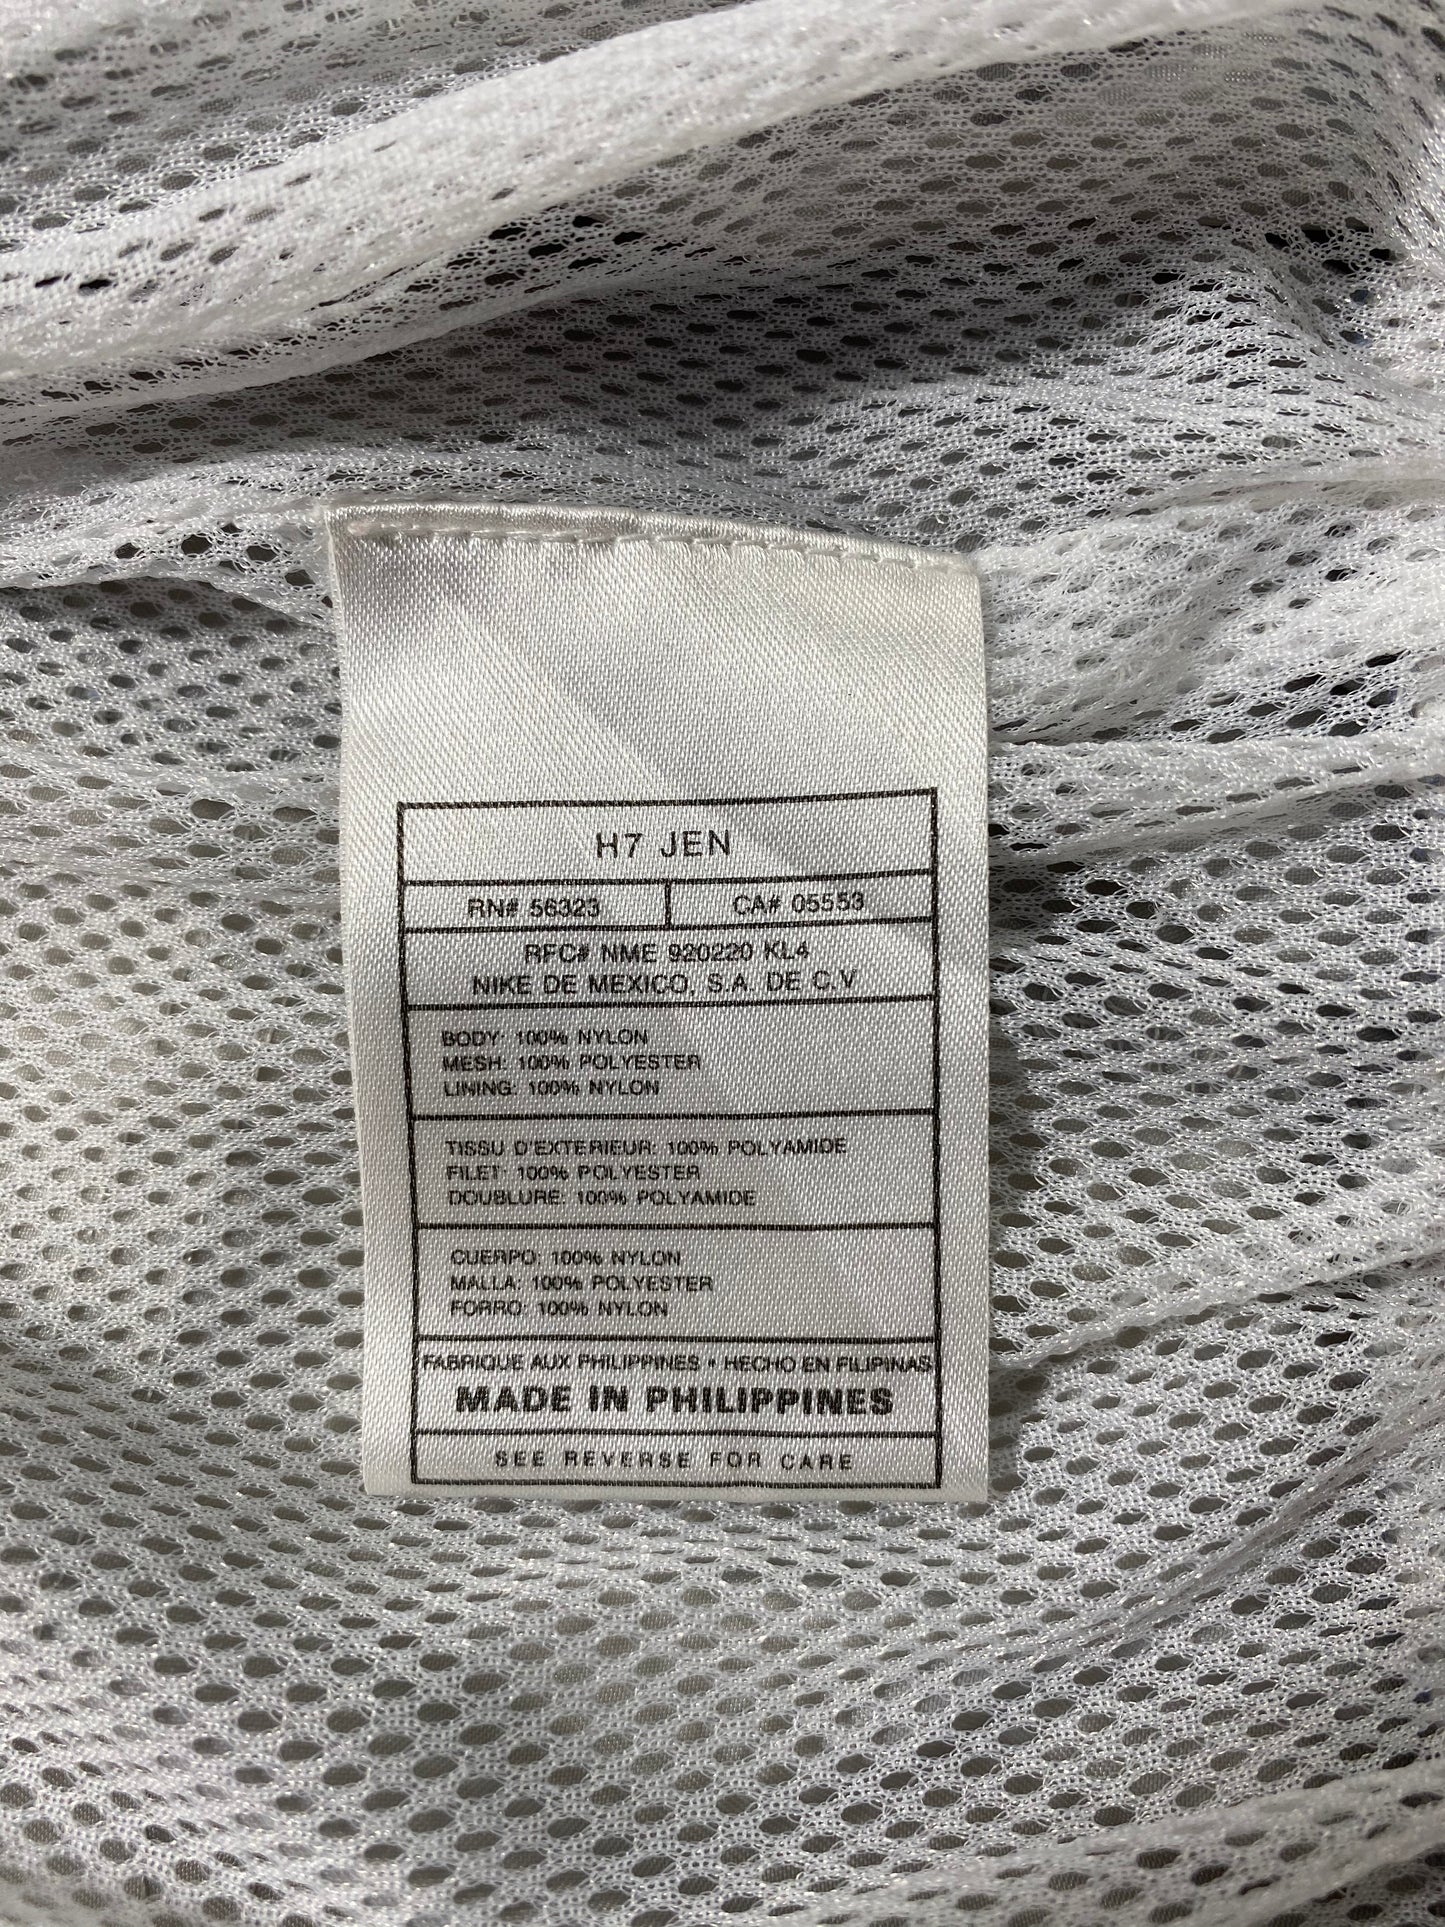 H7 JEN
RN# 56323 CA# 05553
RFC# NME 920220 KL4
NIKE DE MEXICO, S.A. DE C.V
BODY: 100% NYLON
MESH: 100% POLYESTER
LINING: 100% NYLON
TISSU D'EXTERIEUR: 100% POLYAMIDE
FILET: 100% POLYESTER
DOUBLURE: 100% POLYAMIDE
CUERPO: 100% NYLON
MALLA: 100% POLYESTER
FORRO: 100% NYLON
FABRIQUE AUX PHILIPPINES • HECHO EN FILIPINAS
MADE IN PHILIPPINES
SEE REVERSE FOR CARE